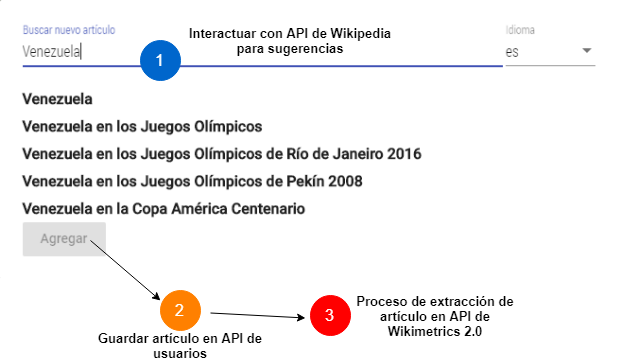 Buscar nuevo artículo
Interactuar con API de Wikipedia
para sugerencias
Idioma
Venezuela
1
es
Venezuela
Venezuela en los Juegos Olímpicos
Venezuela en los Juegos Olímpicos de Río de Janeiro 2016
Venezuela en los Juegos Olímpicos de Pekín 2008
Venezuela en la Copa América Centenario
Agregar
2
Guardar artículo en API de
usuarios
3
Proceso de extracción de
artículo en API de
Wikimetrics 2.0